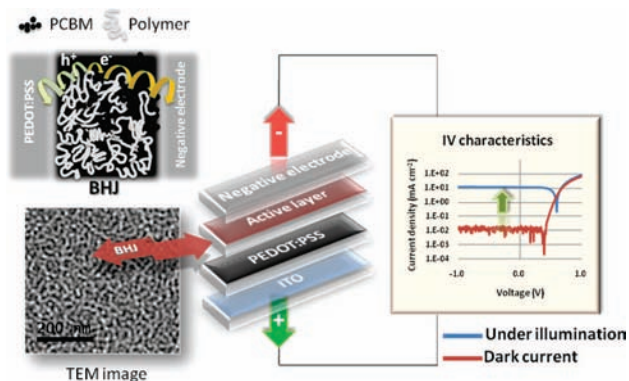 PCBM
Polymer
h+
e-
PEDOT:PSS
Negative electrode
BHJ
BHJ
200 nm
TEM image
-
Negative electrode
Active layer
PEDOT:PSS
ITO
+
IV characteristics
Current density (mA cm-2)
1.E+02
1.E+01
1.E+00
1.E-01
1.E-02
1.E-03
1.E-04
-1.0
0.0
1.0
Voltage (V)
Under illumination
Dark current